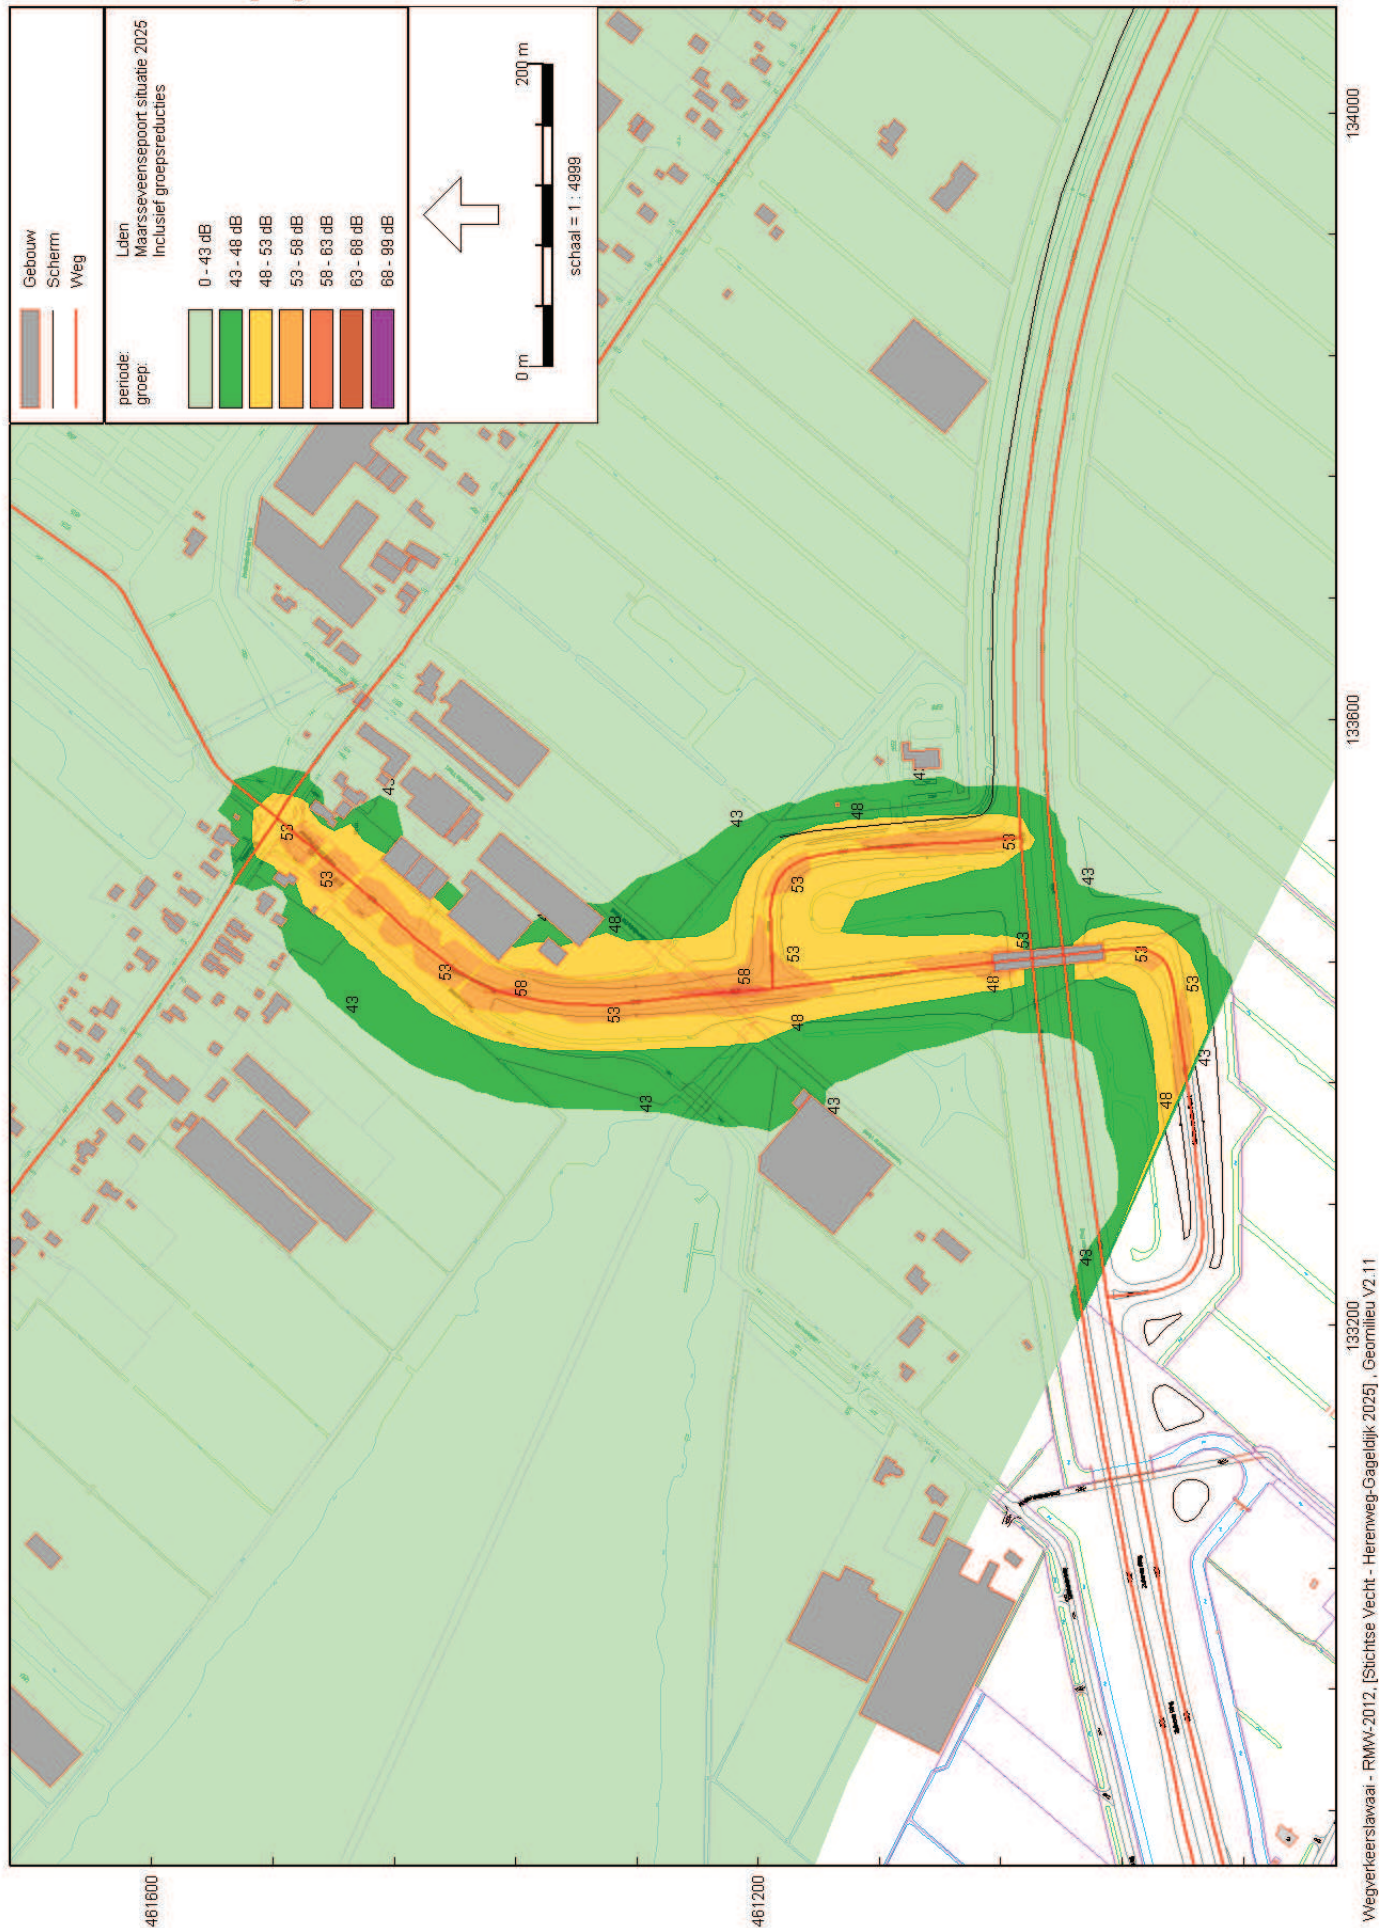 Gebouw
Scherm
Weg
periode: Lden
groep: Maarsseveensepoort situatie 2025
Inclusief groepsreducties
0 - 43 dB
43 - 48 dB
48 - 53 dB
53 - 58 dB
58 - 63 dB
63 - 68 dB
68 - 99 dB
0 m 200 m
schaal = 1 : 4999
53
43
53
43
53
48
58
53
43
58
53
43
48
53
48
43
43
53
53
48
43
53
53
48
43
43
461600
461200
133200
133600
134000
Wegverkeerslawaai - RMW-2012, [Stichtse Vecht - Herenweg-Gageldijk 2025] , Geomilieu V2.11